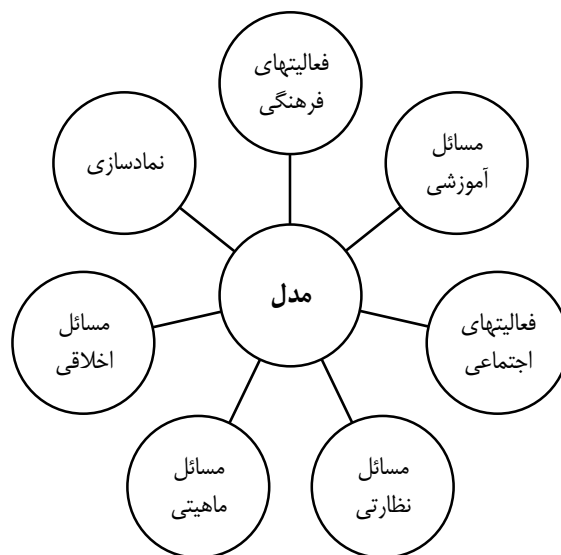 فعالیتهای
فرهنگی
مسائل
آموزشی
فعالیتهای
اجتماعی
مسائل
نظارتی
مسائل
ماهیتی
مسائل
اخلاقی
نمادسازی
مدل